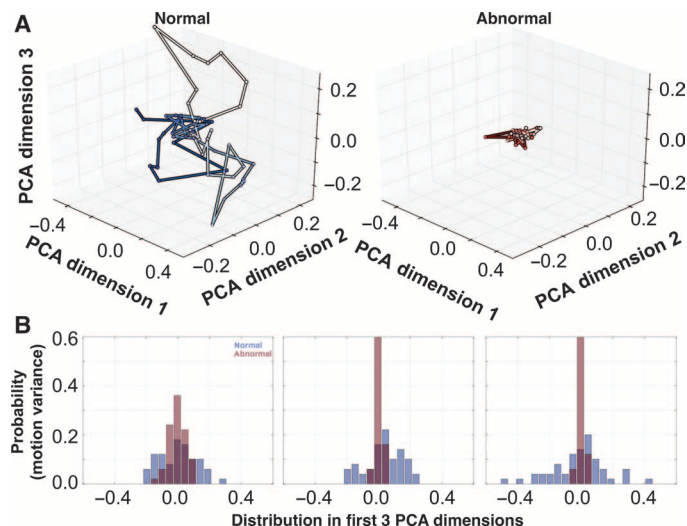 A
Normal
Abnormal
PCA dimension 3
0.2
0.0
−0.2
−0.4
0.0
0.4
PCA dimension 1
−0.2
0.0
0.2
PCA dimension 2
0.2
0.0
−0.2
−0.4
0.0
0.4
PCA dimension 1
−0.2
0.0
0.2
PCA dimension 2
B
Probability
(motion variance)
0.6
0.4
0.2
0.0
Normal
Abnormal
−0.4 0.0 0.4
−0.4 0.0 0.4
−0.4 0.0 0.4
Distribution in first 3 PCA dimensions